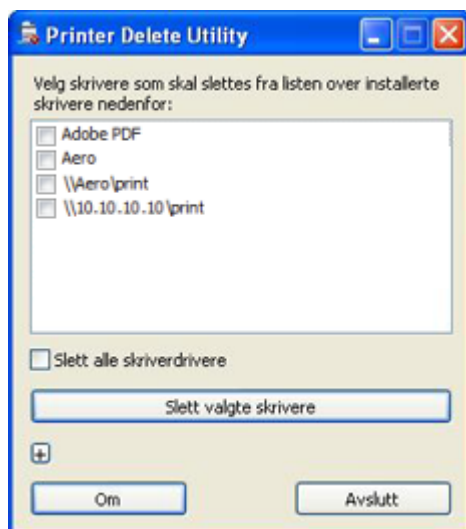 Printer Delete Utility
Velg skrivere som skal slettes fra listen over installerte
skrivere nedenfor:
Adobe PDF
Aero
\\Aero\print
\\10.10.10.10\print
Slett alle skriverdrivere
Slett valgte skrivere
Om
Avslutt